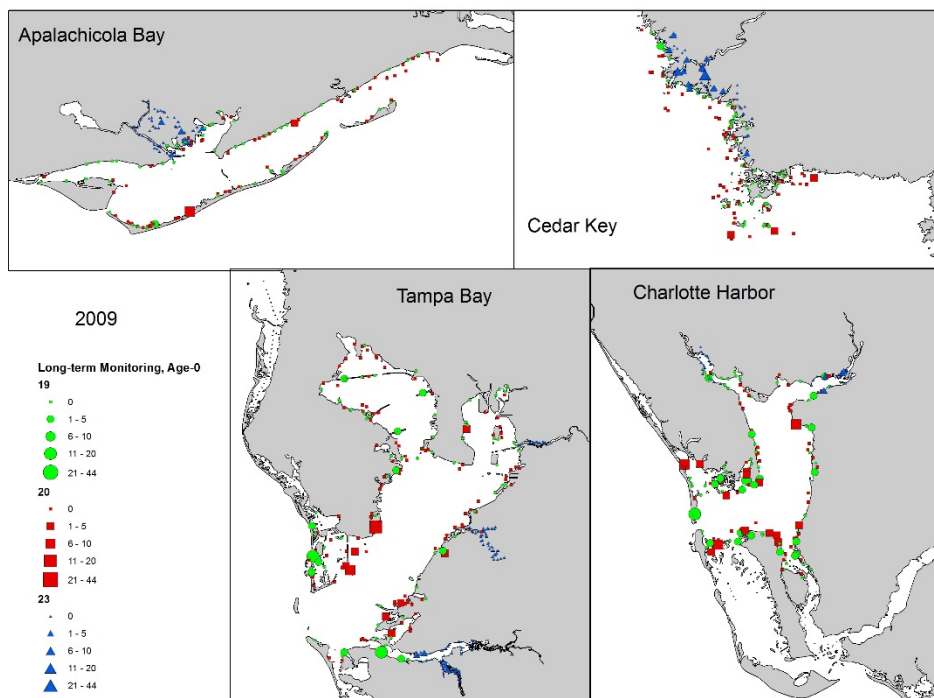 Apalachicola Bay
Cedar Key
Tampa Bay
Charlotte Harbor
2009
Long-term Monitoring, Age-0
19
0
1 - 5
6 - 10
11 - 20
21 - 44
20
0
1 - 5
6 - 10
11 - 20
21 - 44
23
0
1 - 5
6 - 10
11 - 20
21 - 44